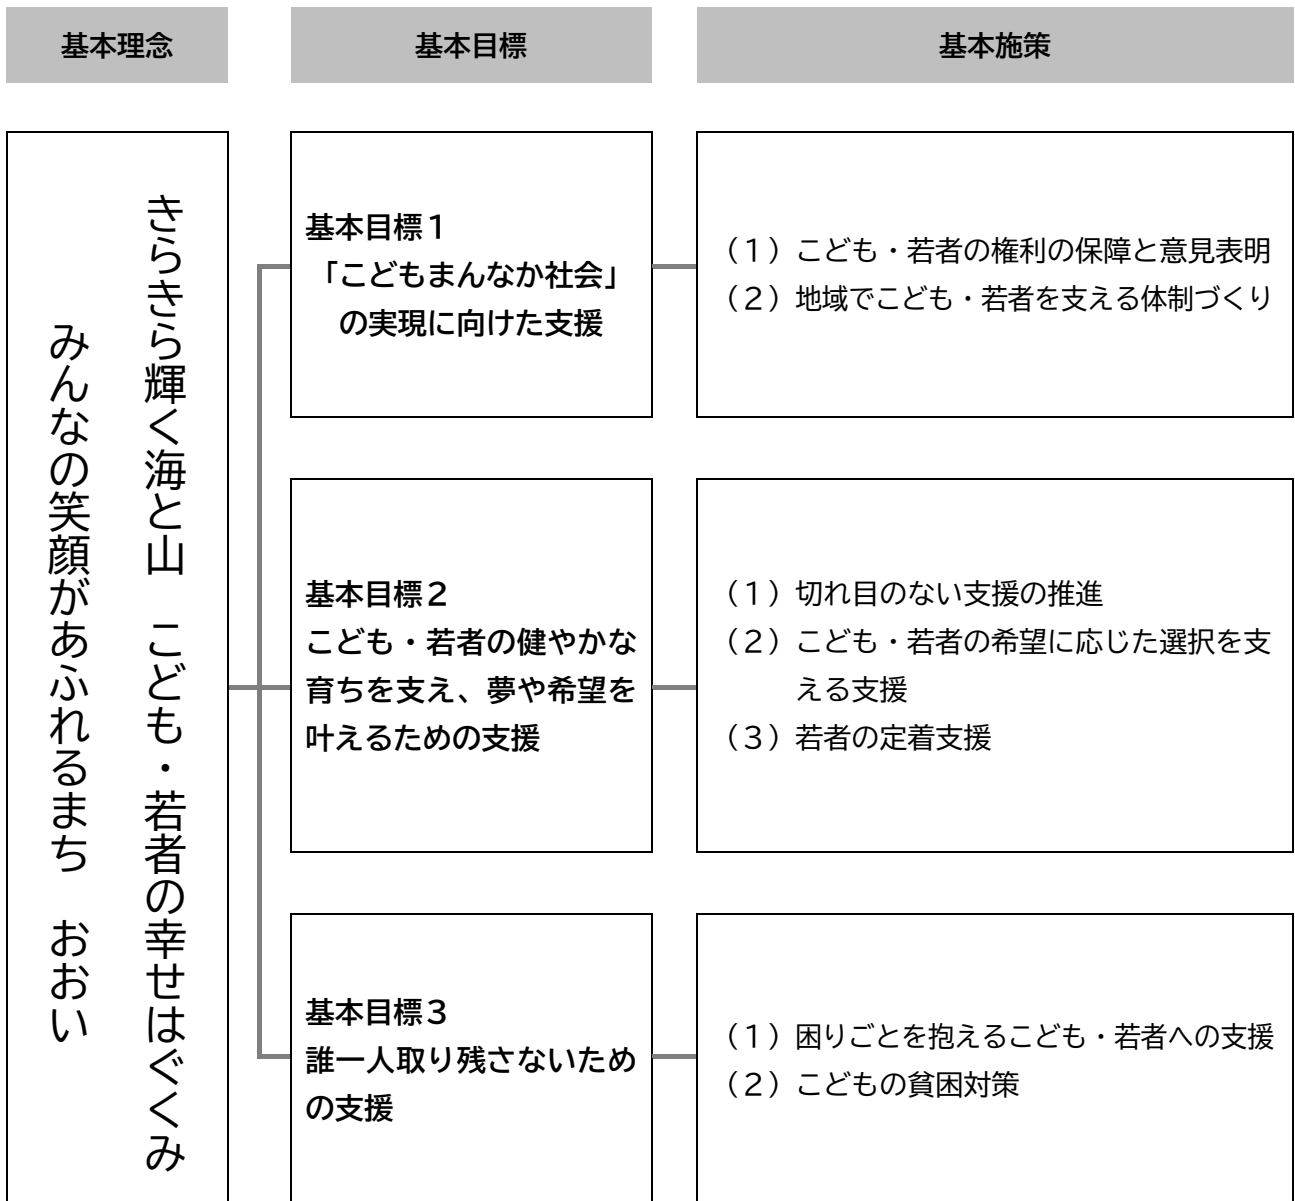 基本理念
基本目標
基本施策
きらきら輝く海と山　こども・若者の幸せはぐくみ
みんなの笑顔があふれるまち　おおい
基本目標１
「こどもまんなか社会」
の実現に向けた支援
（１）こども・若者の権利の保障と意見表明
（２）地域でこども・若者を支える体制づくり
基本目標２
こども・若者の健やかな
育ちを支え、夢や希望を
叶えるための支援
（１）切れ目のない支援の推進
（２）こども・若者の希望に応じた選択を支
える支援
（３）若者の定着支援
基本目標３
誰一人取り残さないため
の支援
（１）困りごとを抱えるこども・若者への支援
（２）こどもの貧困対策